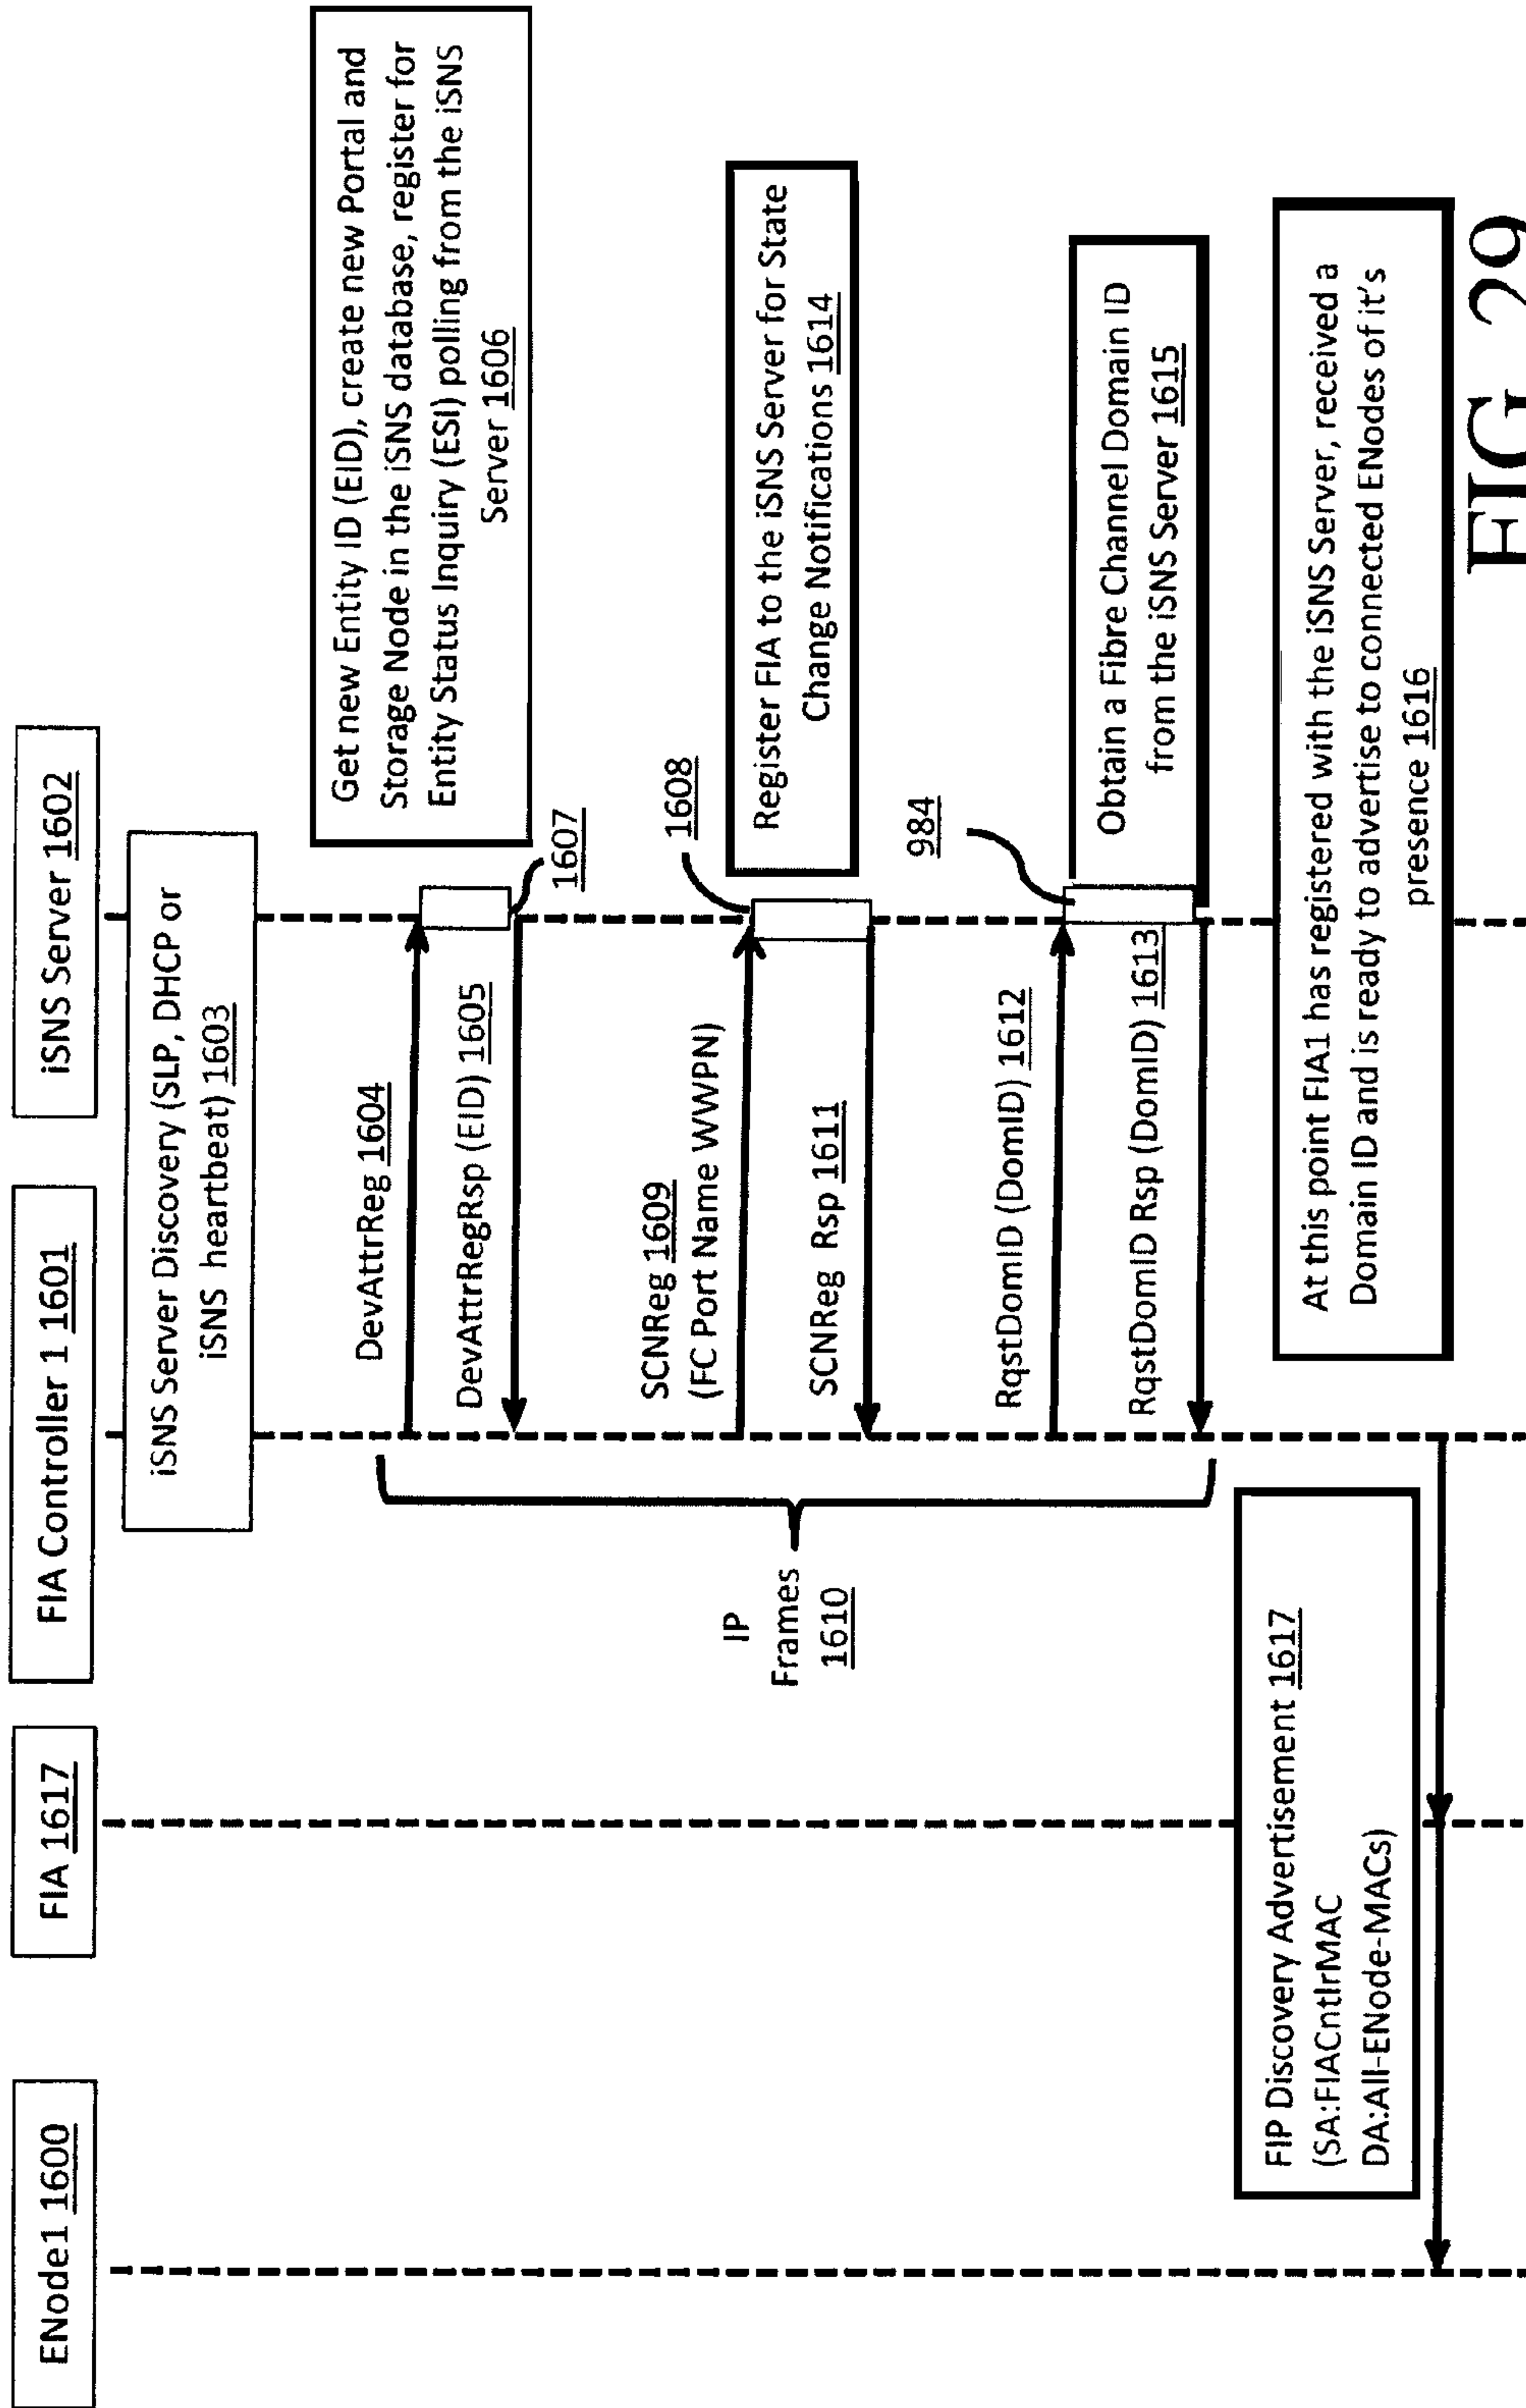 ENode1 1600
FIA 1617
FIA Controller 1 1601
iSNS Server 1602
iSNS Server Discovery (SLP, DHCP or
iSNS heartbeat) 1603
Get new Entity ID (EID), create new Portal and
Storage Node in the iSNS database, register for
Entity Status Inquiry (ESI) polling from the iSNS
Server 1606
DevAttrReg 1604
DevAttrRegRsp (EID) 1605
1607
SCNReg 1609
(FC Port Name WWPN)
1608
Register FIA to the iSNS Server for State
Change Notifications 1614
SCNReg Rsp 1611
IP
Frames
1610
RqstDomID (DomID) 1612
984
Obtain a Fibre Channel Domain ID
from the iSNS Server 1615
RqstDomID Rsp (DomID) 1613
At this point FIA1 has registered with the iSNS Server, received a
Domain ID and is ready to advertise to connected ENodes of it's
presence 1616
FIP Discovery Advertisement 1617
(SA:FIACntlrMAC
DA:All-ENode-MACs)
FIG 29